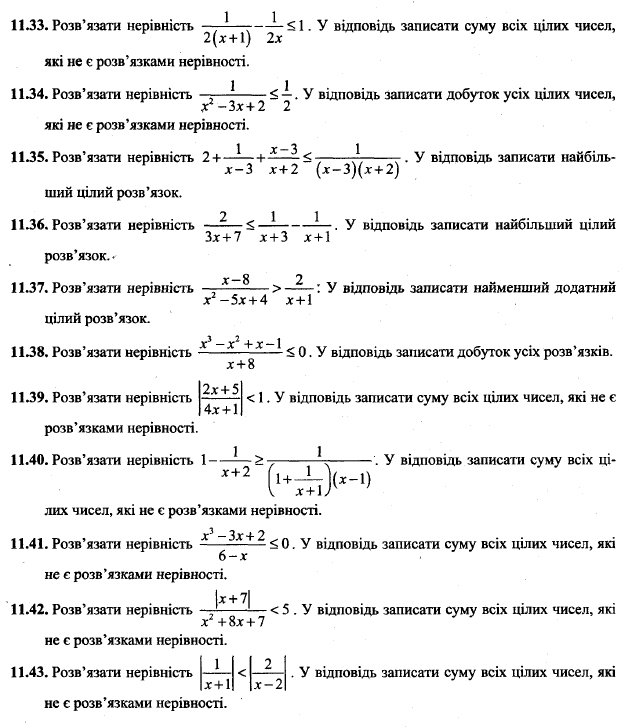 11.33. Розв’язати нерівність 1/(2(x+1)) − 1/(2x) ≤ 1. У відповідь записати суму всіх цілих чисел,
які не є розв’язками нерівності.
11.34. Розв’язати нерівність 1/(x² − 3x + 2) ≤ 1/2. У відповідь записати добуток усіх цілих чисел,
які не є розв’язками нерівності.
11.35. Розв’язати нерівність 2 + 1/(x−3) + (x−3)/(x+2) ≤ 1/((x−3)(x+2)). У відповідь записати найбіль-
ший цілий розв’язок.
11.36. Розв’язати нерівність 2/(3x+7) ≤ 1/(x+3) − 1/(x+1). У відповідь записати найбільший цілий
розв’язок.
11.37. Розв’язати нерівність (x−8)/(x² − 5x + 4) > 2/(x+1): У відповідь записати найменший додатний
цілий розв’язок.
11.38. Розв’язати нерівність (x³ − x² + x − 1)/(x+8) ≤ 0. У відповідь записати добуток усіх розв’язків.
11.39. Розв’язати нерівність |(2x+5)/(4x+1)| < 1. У відповідь записати суму всіх цілих чисел, які не є
розв’язками нерівності.
11.40. Розв’язати нерівність 1 − 1/(x+2) ≥ 1/((1 + 1/(x+1))(x−1)). У відповідь записати суму всіх ці-
лих чисел, які не є розв’язками нерівності.
11.41. Розв’язати нерівність (x³ − 3x + 2)/(6−x) ≤ 0. У відповідь записати суму всіх цілих чисел, які
не є розв’язками нерівності.
11.42. Розв’язати нерівність |x+7|/(x² + 8x + 7) < 5. У відповідь записати суму всіх цілих чисел, які
не є розв’язками нерівності.
11.43. Розв’язати нерівність |1/(x+1)| < |2/(x−2)|. У відповідь записати суму всіх цілих чисел, які
не є розв’язками нерівності.